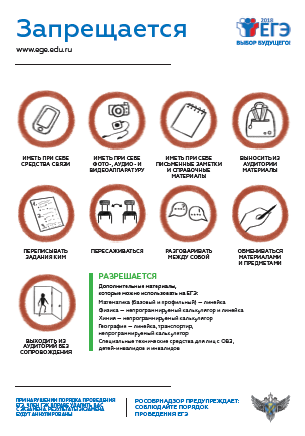 Запрещается
www.ege.edu.ru
2018
ЕГЭ
ВЫБОР БУДУЩЕГО!
ИМЕТЬ ПРИ СЕБЕ
СРЕДСТВА СВЯЗИ
ИМЕТЬ ПРИ СЕБЕ
ФОТО-, АУДИО- И
ВИДЕОАППАРАТУРУ
ИМЕТЬ ПРИ СЕБЕ
ПИСЬМЕННЫЕ ЗАМЕТКИ
И СПРАВОЧНЫЕ
МАТЕРИАЛЫ
ВЫНОСИТЬ ИЗ
АУДИТОРИИ
МАТЕРИАЛЫ
ПЕРЕПИСЫВАТЬ
ЗАДАНИЯ КИМ
ПЕРЕСАЖИВАТЬСЯ
РАЗГОВАРИВАТЬ
МЕЖДУ СОБОЙ
ОБМЕНИВАТЬСЯ
МАТЕРИАЛАМИ
И ПРЕДМЕТАМИ
ВЫХОДИТЬ ИЗ
АУДИТОРИЙ БЕЗ
СОПРОВОЖДЕНИЯ
РАЗРЕШАЕТСЯ
Дополнительные материалы,
которые можно использовать на ЕГЭ:
Математика (базовый и профильный) — линейка
Физика — непрограммируемый калькулятор и линейка
Химия — непрограммируемый калькулятор
География — линейка, транспортир,
непрограммируемый калькулятор
Специальные технические средства для лиц с ОВЗ,
детей-инвалидов и инвалидов
ПРИ НАРУШЕНИИ ПОРЯДКА ПРОВЕДЕНИЯ
ЕГЭ ЧЛЕН ГЭК ВПРАВЕ УДАЛИТЬ ВАС
С ЭКЗАМЕНА, РЕЗУЛЬТАТЫ ЭКЗАМЕНА
БУДУТ АННУЛИРОВАНЫ
РОСОБРНАДЗОР ПРЕДУПРЕЖДАЕТ:
СОБЛЮДАЙТЕ ПОРЯДОК
ПРОВЕДЕНИЯ ЕГЭ